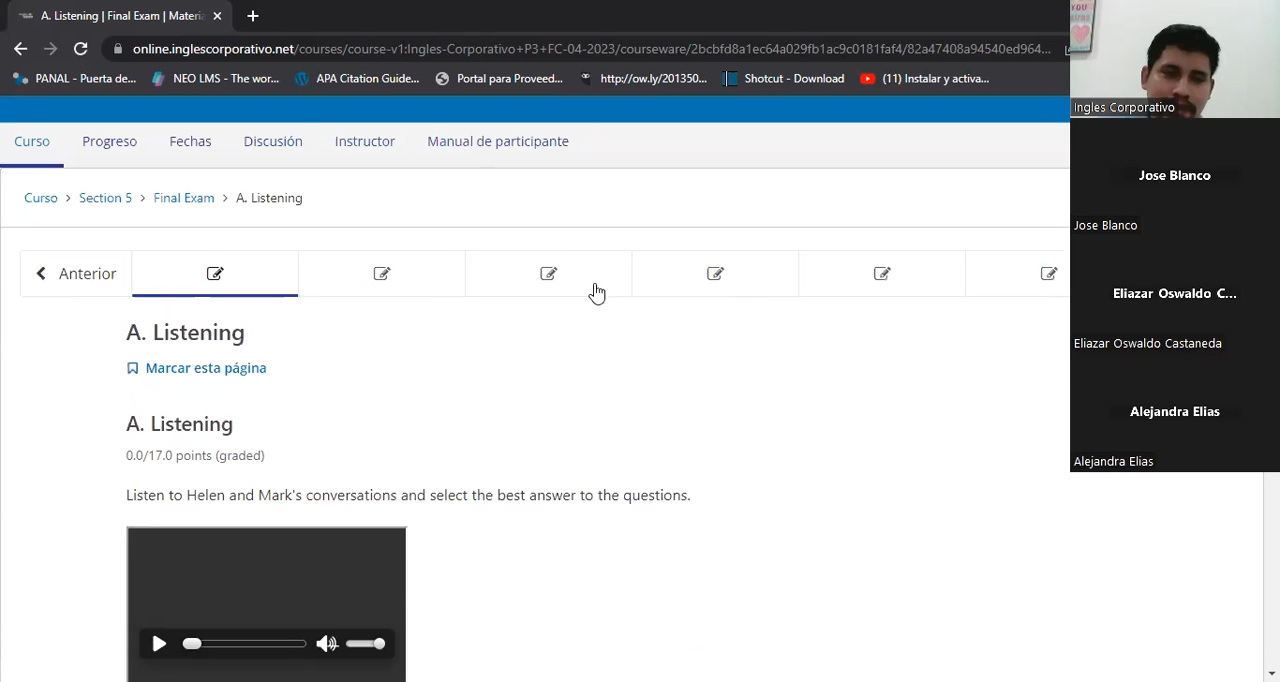 A. Listening | Final Exam | Materia
online.inglescorporativo.net/courses/course-v1:Ingles-Corporativo+P3+FC-04-2023/courseware/2bcbfd8a1ec64a029fb1ac9c0181faf4/82a47408a94540ed964...
PANAL - Puerta de...
NEO LMS - The wor...
APA Citation Guide...
Portal para Proveed...
http://ow.ly/201350...
Shotcut - Download
(11) Instalar y activa...
Curso
Progreso
Fechas
Discusión
Instructor
Manual de participante
Curso > Section 5 > Final Exam > A. Listening
Anterior
A. Listening
Marcar esta página
A. Listening
0.0/17.0 points (graded)
Listen to Helen and Mark's conversations and select the best answer to the questions.
YOU
Ingles Corporativo
Jose Blanco
Jose Blanco
Eliazar Oswaldo C...
Eliazar Oswaldo Castaneda
Alejandra Elias
Alejandra Elias